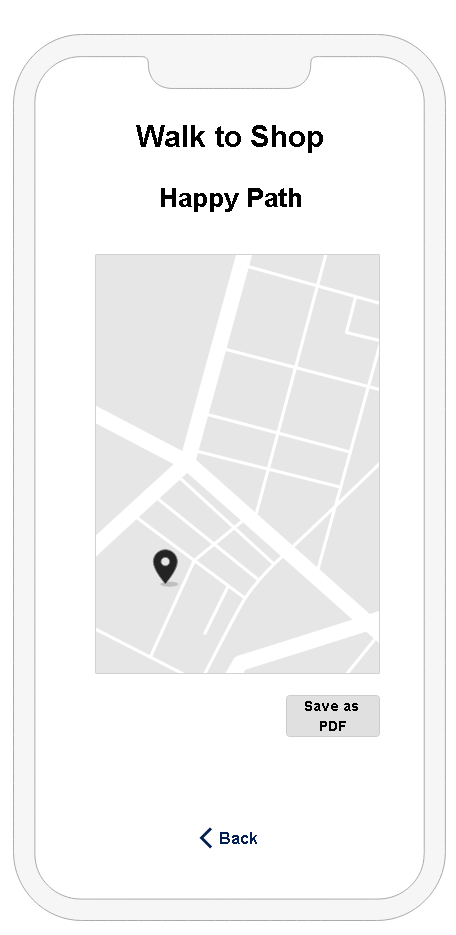 Walk to Shop
Happy Path
Save as
PDF
Back